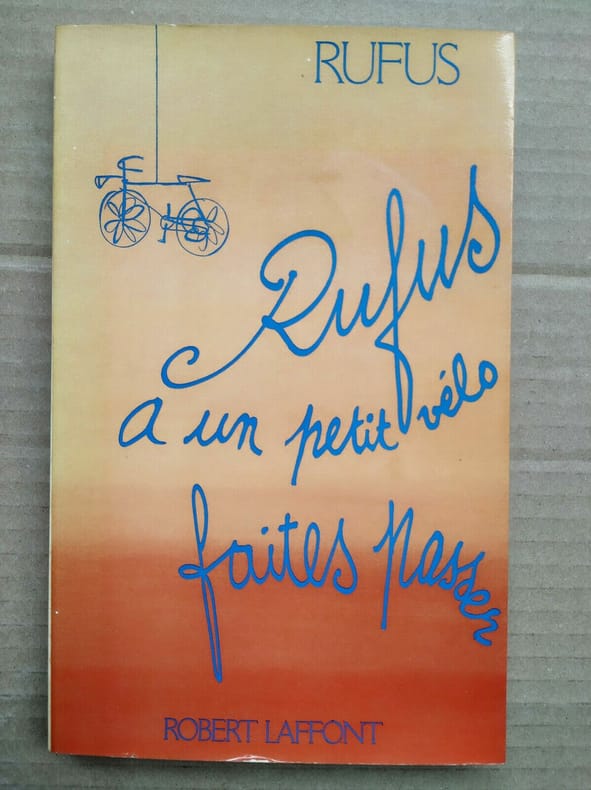 RUFUS
Rufus
a un petit vélo
faites passer
ROBERT LAFFONT